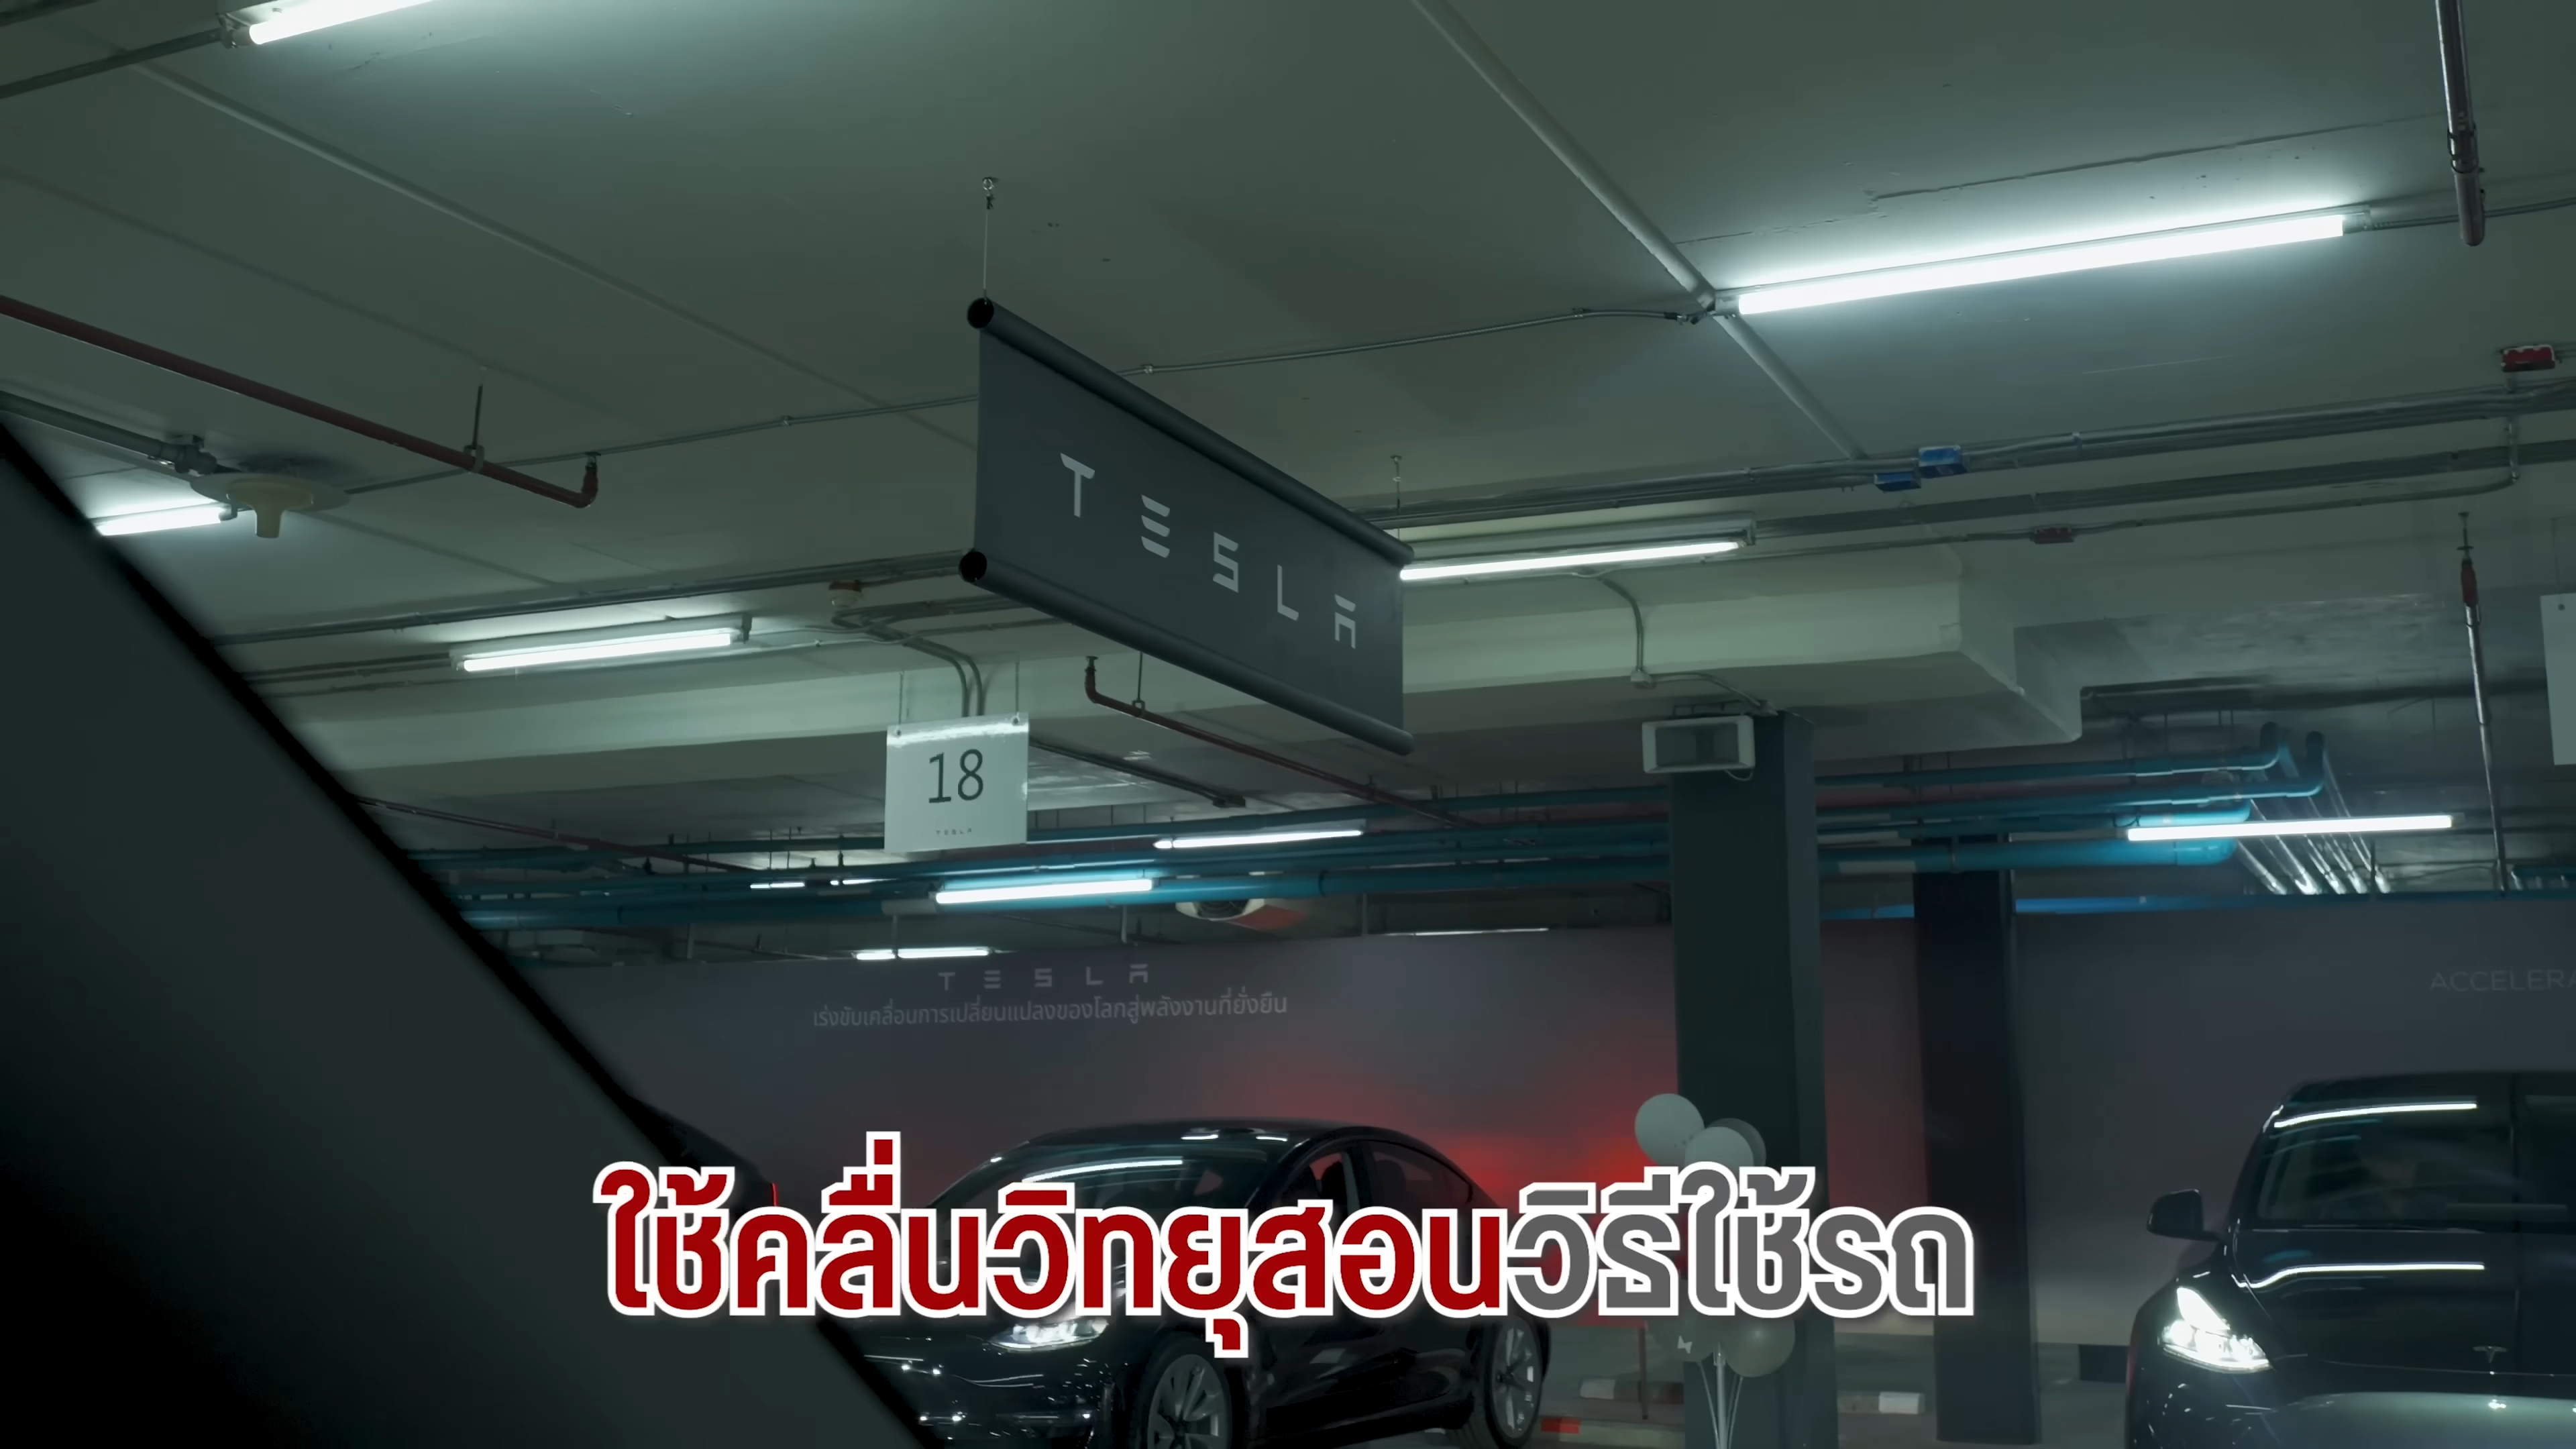 TESLA
18
TESLA
TESLA
เร่งขับเคลื่อนการเปลี่ยนแปลงของโลกสู่พลังงานที่ยั่งยืน
ACCELERA
ใช้คลื่นวิทยุสอนวิธีใช้รถ